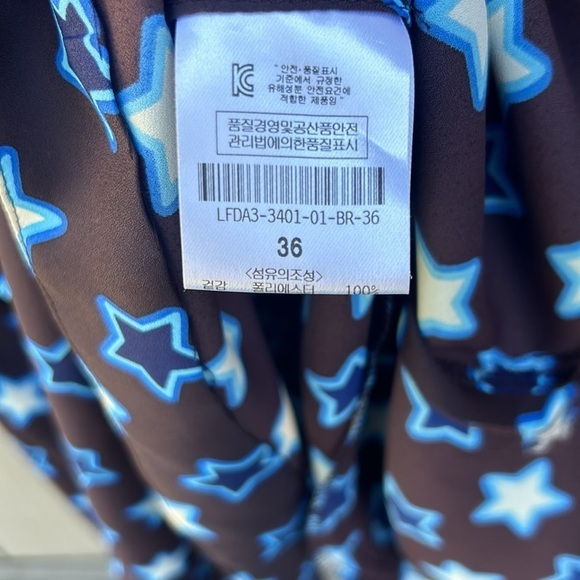 KC
" 안전·품질표시
기준에서 규정한
유해성분 안전요건에
적합한 제품임 "
품질경영및공산품안전
관리법에의한품질표시
LFDA3-3401-01-BR-36
36
<섬유의조성>
겉감 폴리에스터 100%